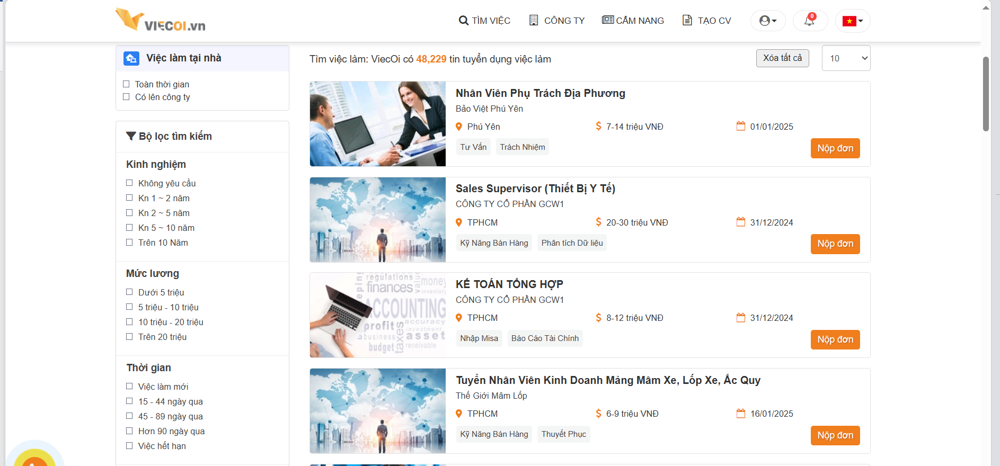 VIECOI.vn
TÌM VIỆC
CÔNG TY
CẨM NANG
TẠO CV
0
Việc làm tại nhà
Toàn thời gian
Có lên công ty
Bộ lọc tìm kiếm
Kinh nghiệm
Không yêu cầu
Kn 1 ~ 2 năm
Kn 2 ~ 5 năm
Kn 5 ~ 10 năm
Trên 10 Năm
Mức lương
Dưới 5 triệu
5 triệu - 10 triệu
10 triệu - 20 triệu
Trên 20 triệu
Thời gian
Việc làm mới
15 - 44 ngày qua
45 - 89 ngày qua
Hơn 90 ngày qua
Việc hết hạn
Tìm việc làm: ViecOi có 48,229 tin tuyển dụng việc làm
Xóa tất cả
10
Nhân Viên Phụ Trách Địa Phương
Bảo Việt Phú Yên
Phú Yên
7-14 triệu VNĐ
01/01/2025
Tư Vấn
Trách Nhiệm
Nộp đơn
Sales Supervisor (Thiết Bị Y Tế)
CÔNG TY CỔ PHẦN GCW1
TPHCM
20-30 triệu VNĐ
31/12/2024
Kỹ Năng Bán Hàng
Phân tích Dữ liệu
Nộp đơn
regulations
money
finances
inventory
ACCOUNTING
profit
accuracy
investment
business
asset
budget
taxes
receivable
KẾ TOÁN TỔNG HỢP
CÔNG TY CỔ PHẦN GCW1
TPHCM
8-12 triệu VNĐ
31/12/2024
Nhập Misa
Báo Cáo Tài Chính
Nộp đơn
Tuyển Nhân Viên Kinh Doanh Mảng Mâm Xe, Lốp Xe, Ắc Quy
Thế Giới Mâm Lốp
TPHCM
6-9 triệu VNĐ
16/01/2025
Kỹ Năng Bán Hàng
Thuyết Phục
Nộp đơn